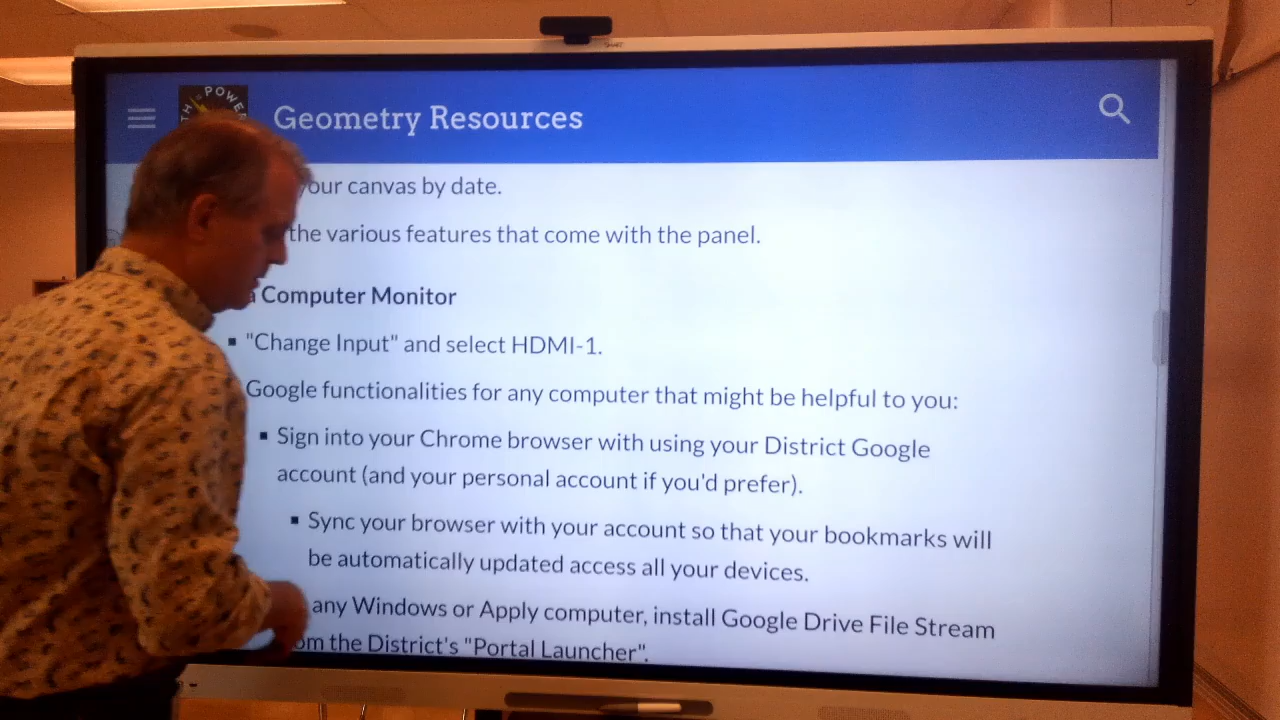 POWE
Geometry Resources
your canvas by date.
the various features that come with the panel.
a Computer Monitor
"Change Input" and select HDMI-1.
Google functionalities for any computer that might be helpful to you:
Sign into your Chrome browser with using your District Google
account (and your personal account if you'd prefer).
Sync your browser with your account so that your bookmarks will
be automatically updated access all your devices.
any Windows or Apply computer, install Google Drive File Stream
om the District's "Portal Launcher".